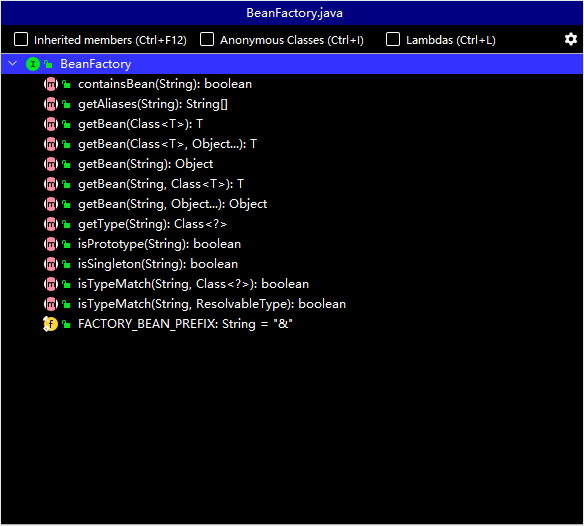 BeanFactory.java
Inherited members (Ctrl+F12) Anonymous Classes (Ctrl+I) Lambdas (Ctrl+L)
I BeanFactory
m containsBean(String): boolean
m getAliases(String): String[]
m getBean(Class<T>): T
m getBean(Class<T>, Object...): T
m getBean(String): Object
m getBean(String, Class<T>): T
m getBean(String, Object...): Object
m getType(String): Class<?>
m isPrototype(String): boolean
m isSingleton(String): boolean
m isTypeMatch(String, Class<?>): boolean
m isTypeMatch(String, ResolvableType): boolean
f FACTORY_BEAN_PREFIX: String = "&"